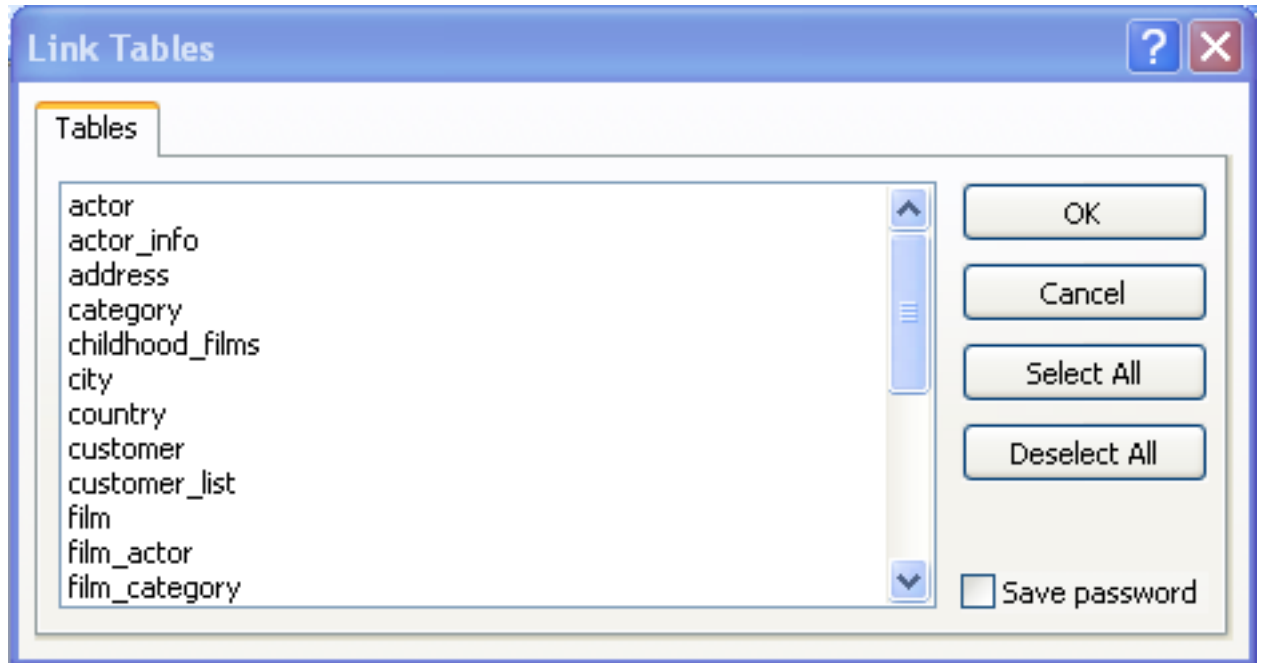 Link Tables
Tables
actor
actor_info
address
category
childhood_films
city
country
customer
customer_list
film
film_actor
film_category
OK
Cancel
Select All
Deselect All
Save password